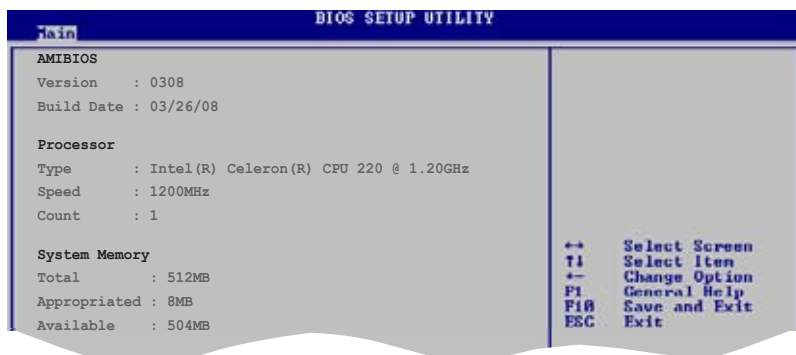 BIOS SETUP UTILITY
Main
AMIBIOS
Version : 0308
Build Date : 03/26/08
Processor
Type : Intel(R) Celeron(R) CPU 220 @ 1.20GHz
Speed : 1200MHz
Count : 1
System Memory
Total : 512MB
Appropriated : 8MB
Available : 504MB
↔ Select Screen
↑↓ Select Item
+- Change Option
F1 General Help
F10 Save and Exit
ESC Exit